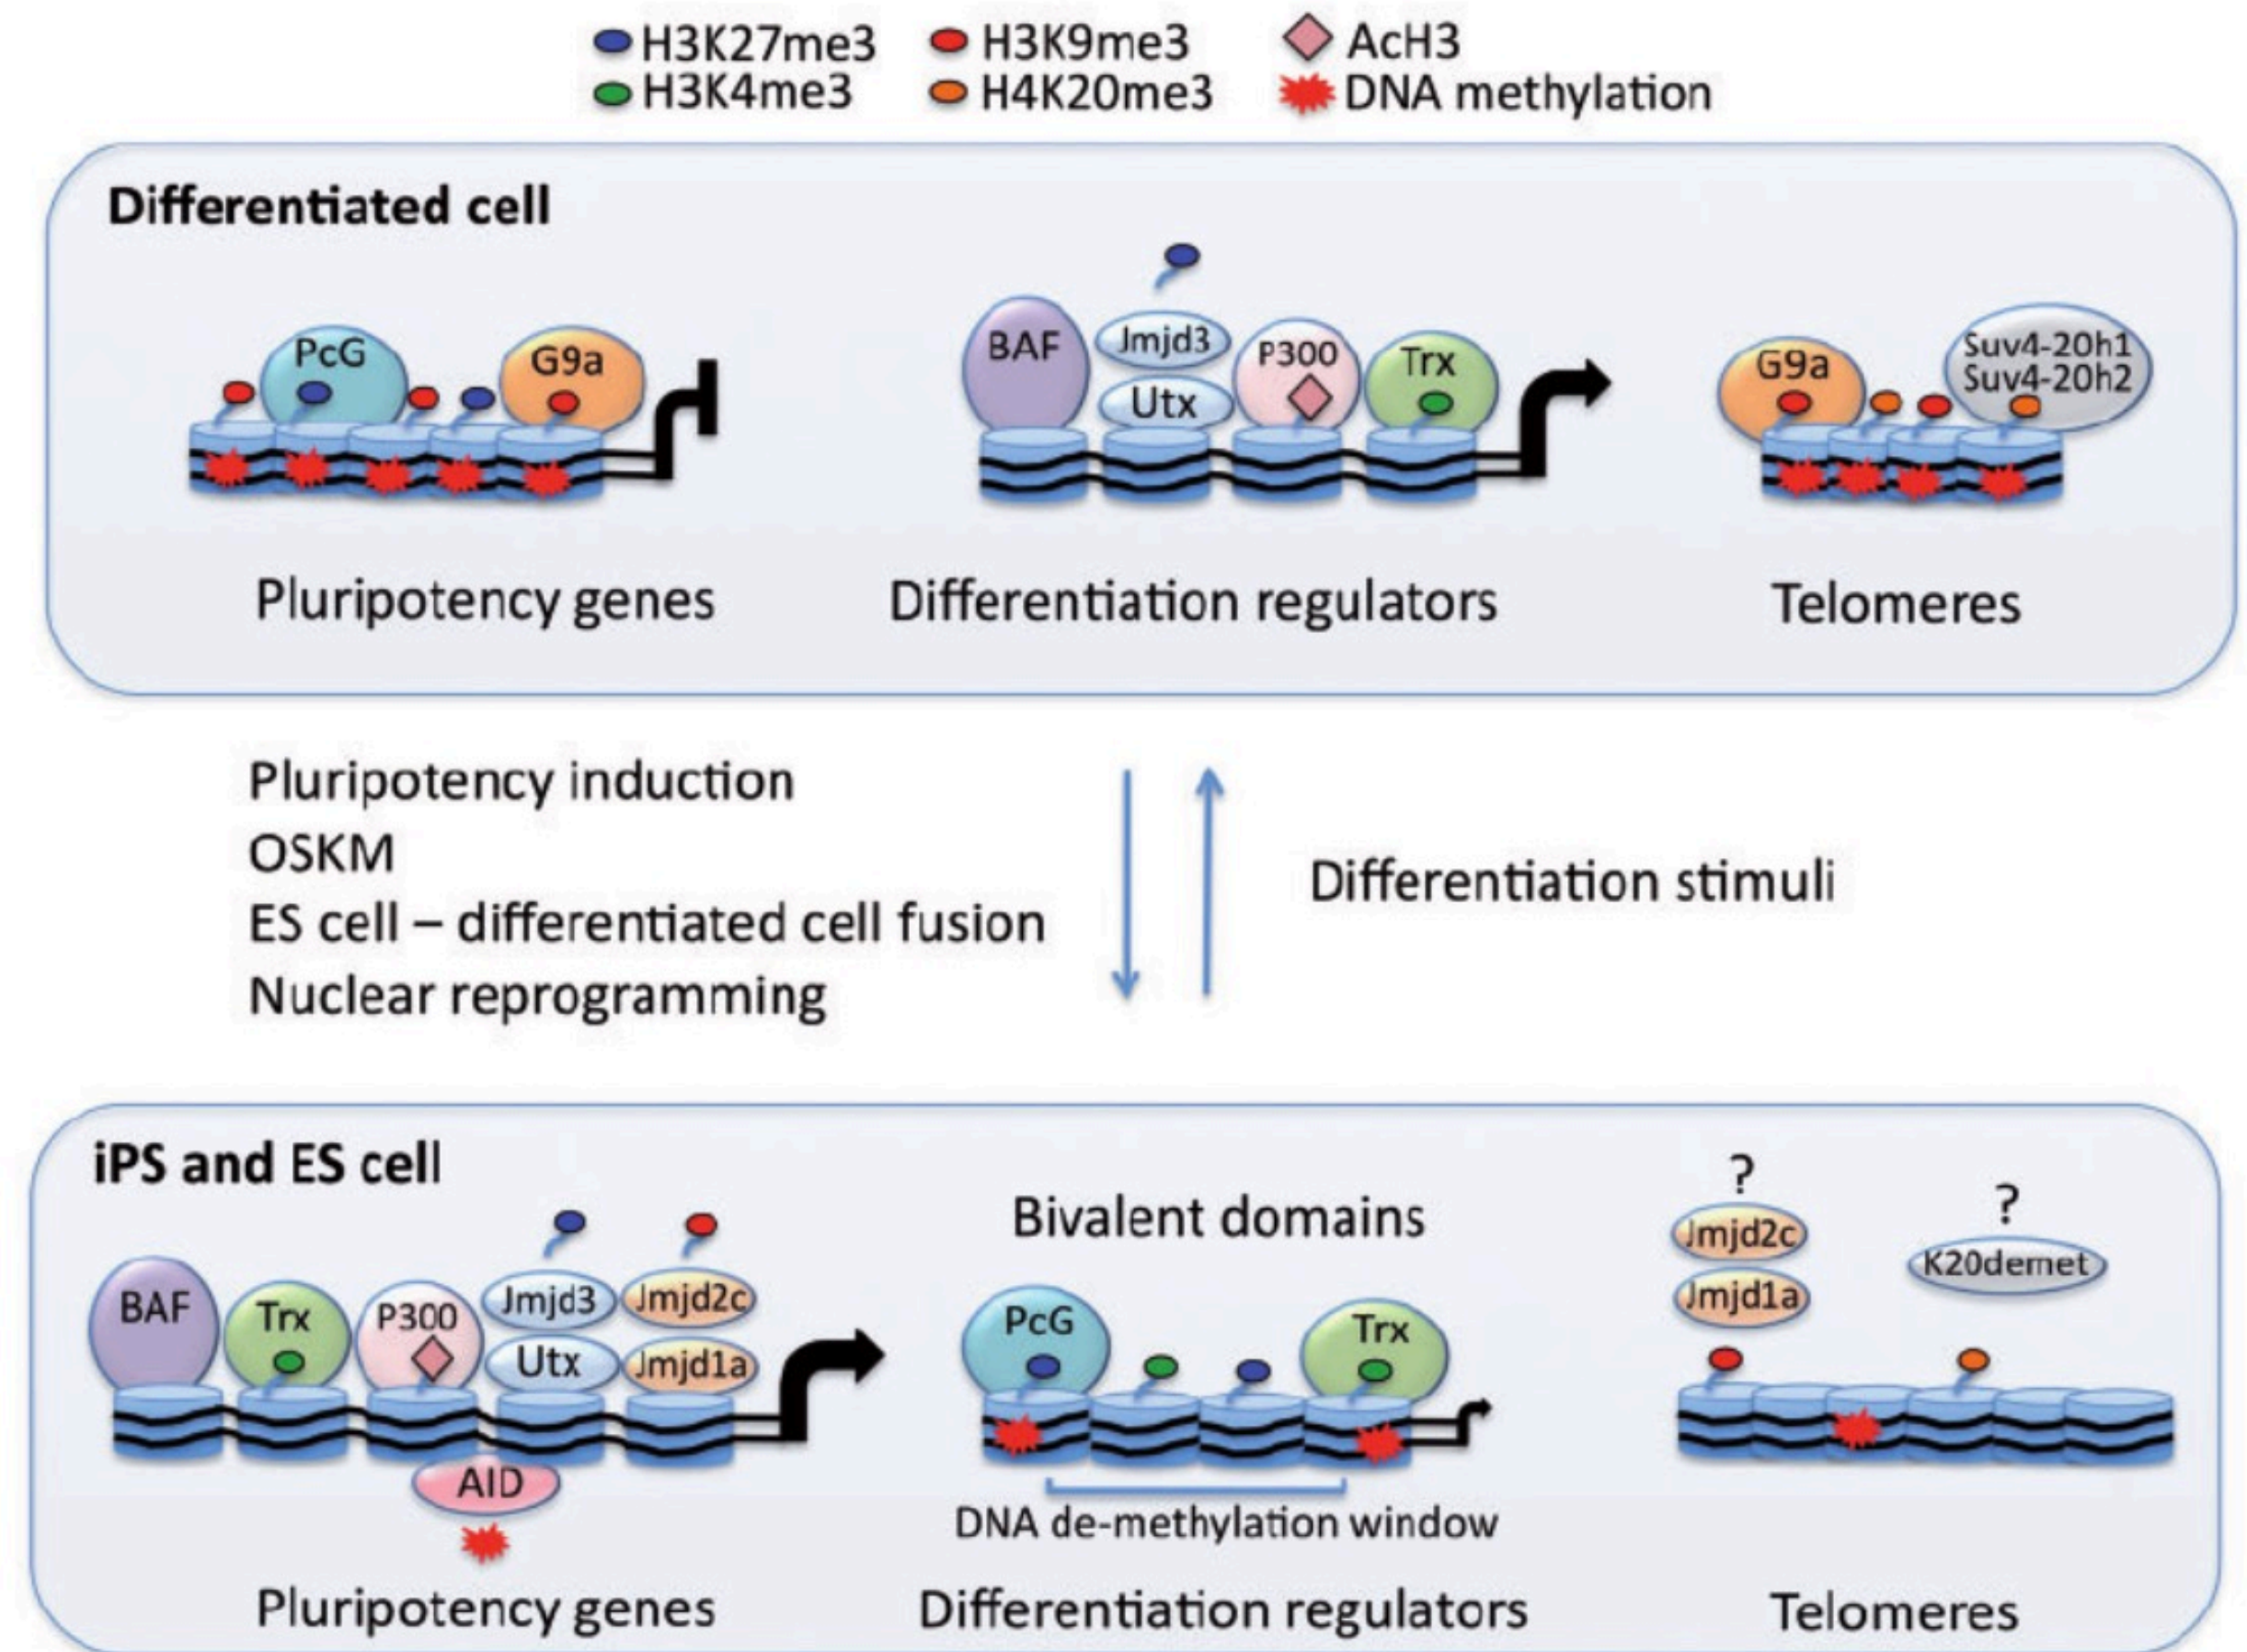 H3K27me3 H3K9me3 AcH3
H3K4me3 H4K20me3 DNA methylation
Differentiated cell
PcG G9a
BAF Jmjd3 P300 Trx
Utx
G9a Suv4-20h1
Suv4-20h2
Pluripotency genes Differentiation regulators Telomeres
Pluripotency induction
OSKM
ES cell – differentiated cell fusion
Nuclear reprogramming
Differentiation stimuli
iPS and ES cell
BAF Trx P300 Jmjd3 Jmjd2c
Utx Jmjd1a
AID
Bivalent domains
PcG Trx
DNA de-methylation window
? ?
Jmjd2c K20demet
Jmjd1a
Pluripotency genes Differentiation regulators Telomeres